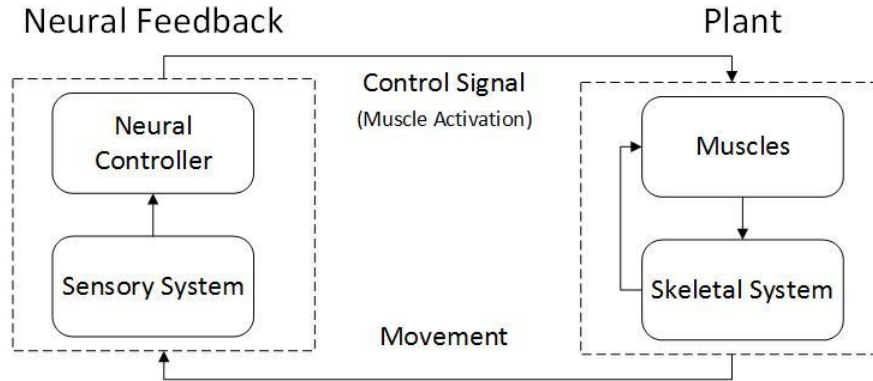 Neural Feedback
Plant
Control Signal
(Muscle Activation)
Neural
Controller
Muscles
Sensory System
Skeletal System
Movement